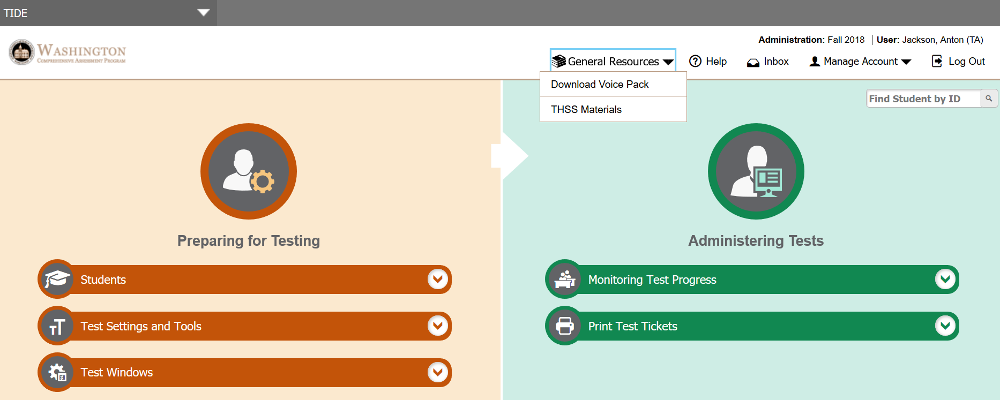 TIDE
WASHINGTON
COMPREHENSIVE ASSESSMENT PROGRAM
Administration: Fall 2018 | User: Jackson, Anton (TA)
General Resources
Help
Inbox
Manage Account
Log Out
Download Voice Pack
THSS Materials
Find Student by ID
Preparing for Testing
Students
Test Settings and Tools
Test Windows
Administering Tests
Monitoring Test Progress
Print Test Tickets